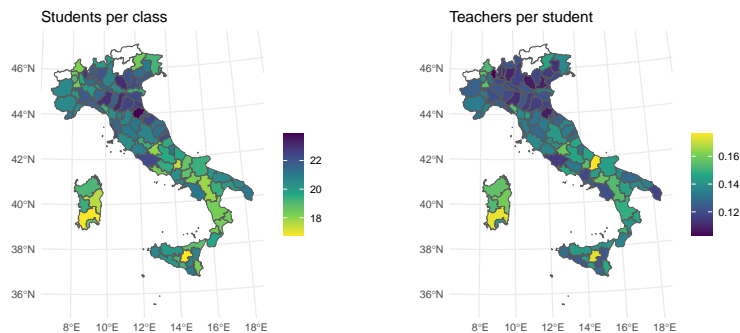 Students per class
46°N
44°N
42°N
40°N
38°N
36°N
8°E 10°E 12°E 14°E 16°E 18°E
22
20
18
Teachers per student
46°N
44°N
42°N
40°N
38°N
36°N
8°E 10°E 12°E 14°E 16°E 18°E
0.16
0.14
0.12